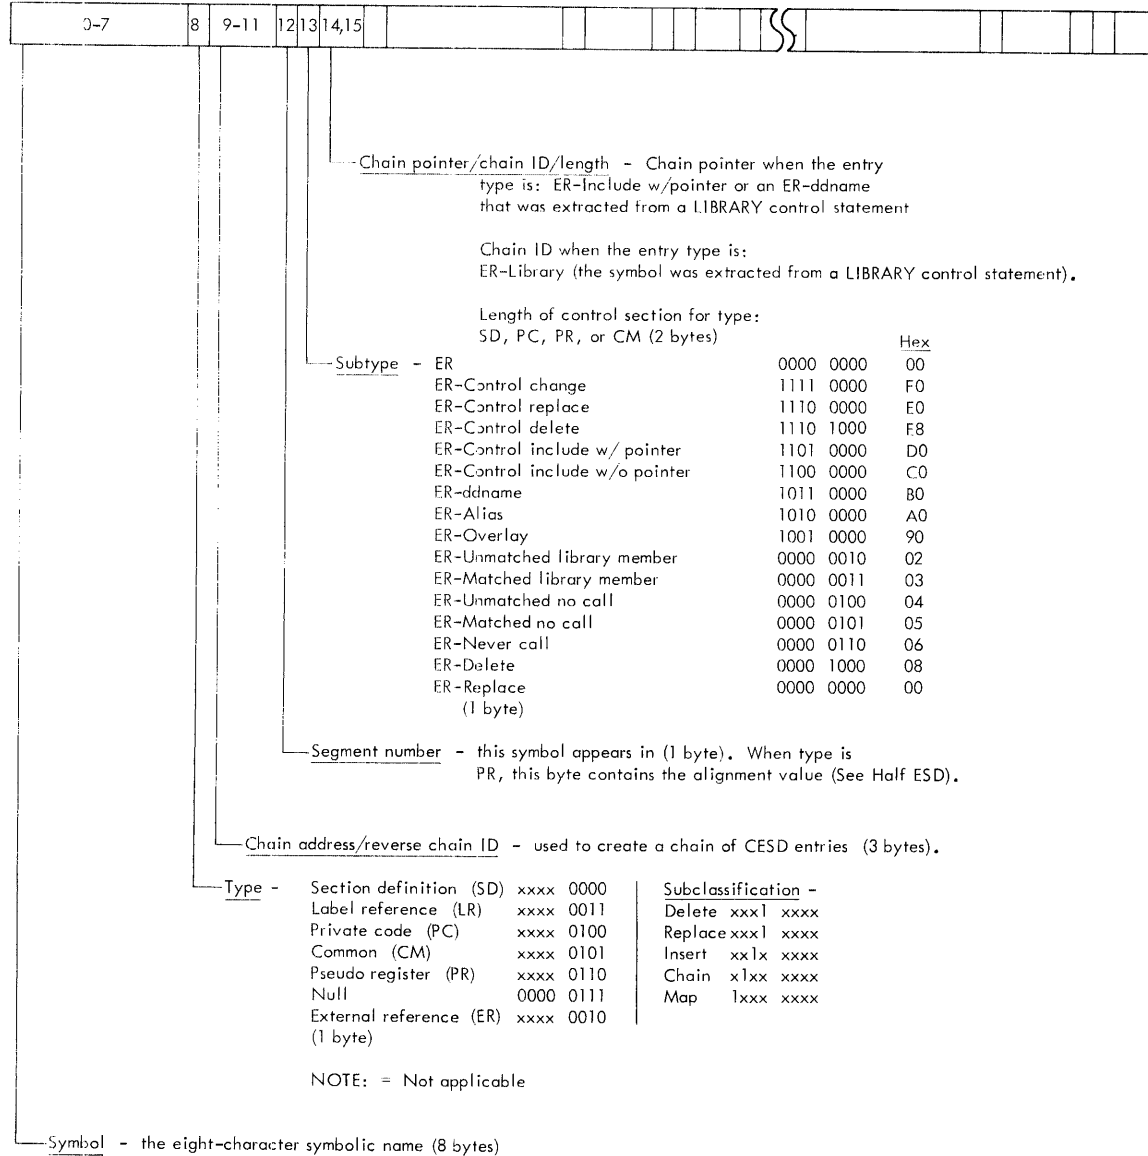 0-7 8 9-11 12 13 14,15
Chain pointer/chain ID/length - Chain pointer when the entry
type is: ER-Include w/pointer or an ER-ddname
that was extracted from a LIBRARY control statement
Chain ID when the entry type is:
ER-Library (the symbol was extracted from a LIBRARY control statement).
Length of control section for type:
SD, PC, PR, or CM (2 bytes)
Hex
Subtype - ER 0000 0000 00
ER-Control change 1111 0000 F0
ER-Control replace 1110 0000 E0
ER-Control delete 1110 1000 F8
ER-Control include w/ pointer 1101 0000 D0
ER-Control include w/o pointer 1100 0000 C0
ER-ddname 1011 0000 B0
ER-Alias 1010 0000 A0
ER-Overlay 1001 0000 90
ER-Unmatched library member 0000 0010 02
ER-Matched library member 0000 0011 03
ER-Unmatched no call 0000 0100 04
ER-Matched no call 0000 0101 05
ER-Never call 0000 0110 06
ER-Delete 0000 1000 08
ER-Replace 0000 0000 00
(1 byte)
Segment number - this symbol appears in (1 byte). When type is
PR, this byte contains the alignment value (See Half ESD).
Chain address/reverse chain ID - used to create a chain of CESD entries (3 bytes).
Type - Section definition (SD) xxxx 0000 Subclassification -
Label reference (LR) xxxx 0011 Delete xxx1 xxxx
Private code (PC) xxxx 0100 Replace xxx1 xxxx
Common (CM) xxxx 0101 Insert xx1x xxxx
Pseudo register (PR) xxxx 0110 Chain x1xx xxxx
Null 0000 0111 Map 1xxx xxxx
External reference (ER) xxxx 0010
(1 byte)
NOTE: = Not applicable
Symbol - the eight-character symbolic name (8 bytes)